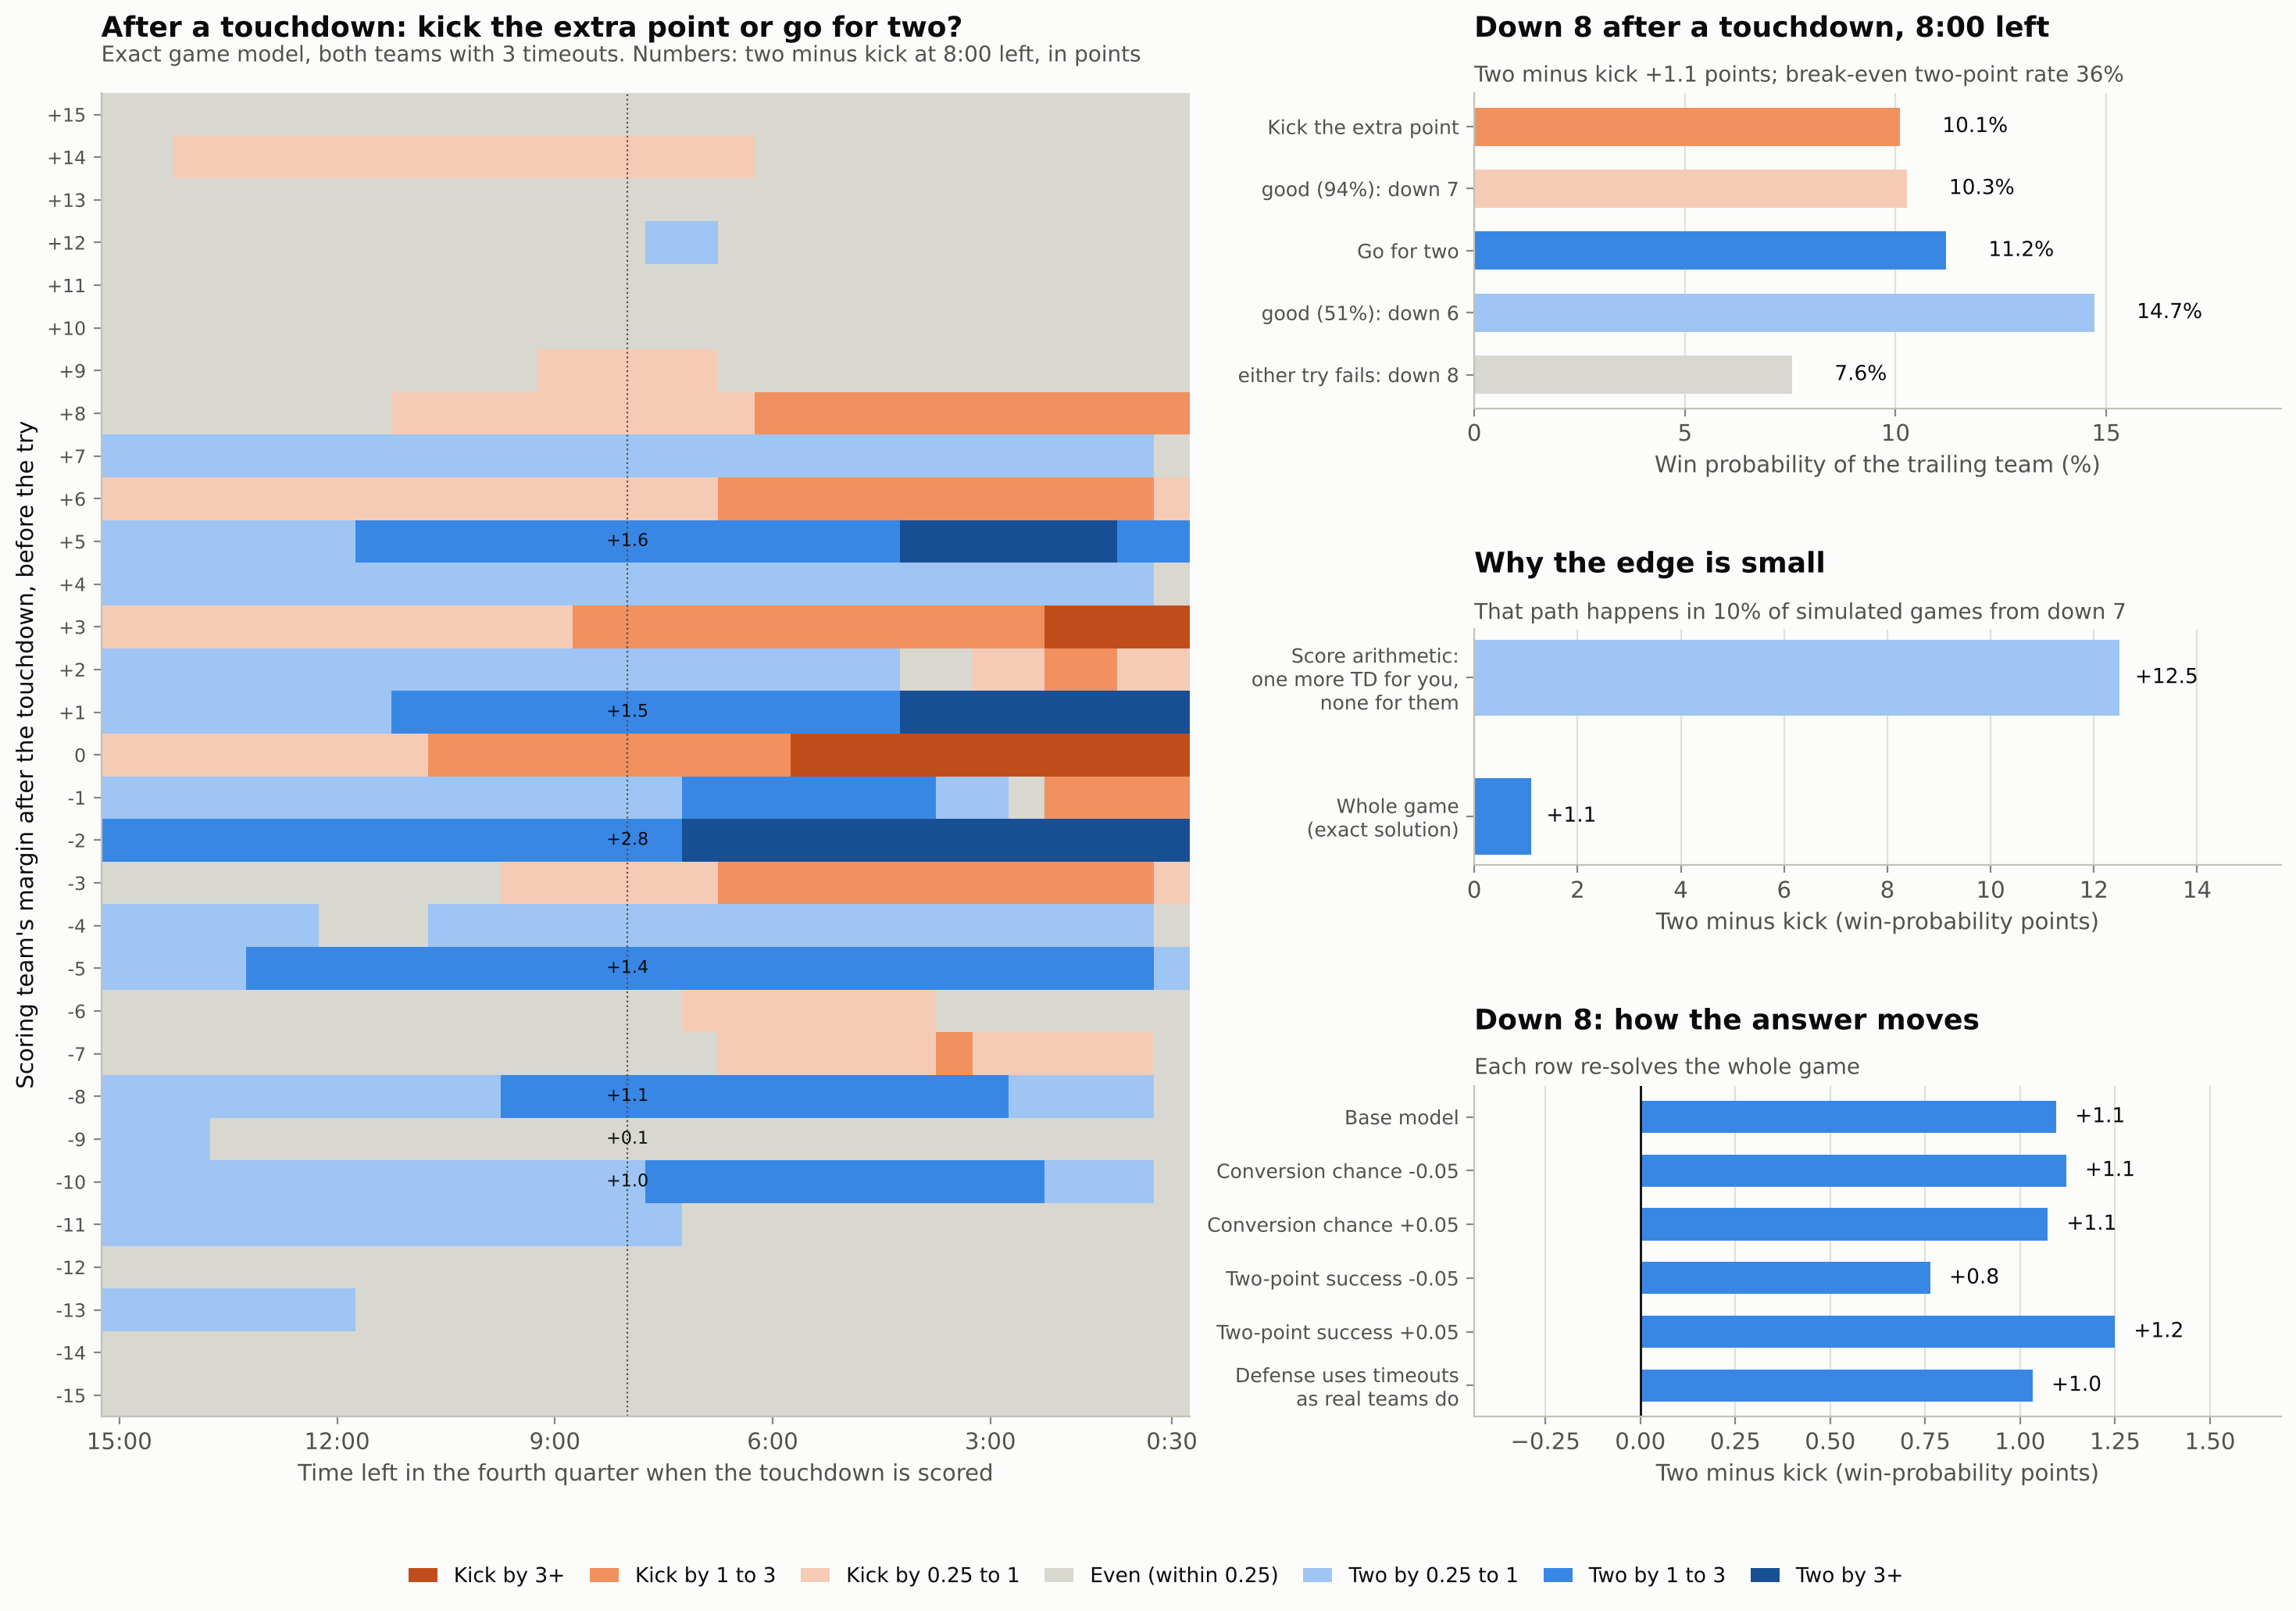 After a touchdown: kick the extra point or go for two?
Exact game model, both teams with 3 timeouts. Numbers: two minus kick at 8:00 left, in points
Scoring team's margin after the touchdown, before the try
+15
+14
+13
+12
+11
+10
+9
+8
+7
+6
+5
+4
+3
+2
+1
0
-1
-2
-3
-4
-5
-6
-7
-8
-9
-10
-11
-12
-13
-14
-15
+1.6
+1.5
+2.8
+1.4
+1.1
+0.1
+1.0
15:00
12:00
9:00
6:00
3:00
0:30
Time left in the fourth quarter when the touchdown is scored
Down 8 after a touchdown, 8:00 left
Two minus kick +1.1 points; break-even two-point rate 36%
Kick the extra point
10.1%
good (94%): down 7
10.3%
Go for two
11.2%
good (51%): down 6
14.7%
either try fails: down 8
7.6%
0
5
10
15
Win probability of the trailing team (%)
Why the edge is small
That path happens in 10% of simulated games from down 7
Score arithmetic:
one more TD for you,
none for them
+12.5
Whole game
(exact solution)
+1.1
0
2
4
6
8
10
12
14
Two minus kick (win-probability points)
Down 8: how the answer moves
Each row re-solves the whole game
Base model
+1.1
Conversion chance -0.05
+1.1
Conversion chance +0.05
+1.1
Two-point success -0.05
+0.8
Two-point success +0.05
+1.2
Defense uses timeouts
as real teams do
+1.0
−0.25
0.00
0.25
0.50
0.75
1.00
1.25
1.50
Two minus kick (win-probability points)
Kick by 3+
Kick by 1 to 3
Kick by 0.25 to 1
Even (within 0.25)
Two by 0.25 to 1
Two by 1 to 3
Two by 3+